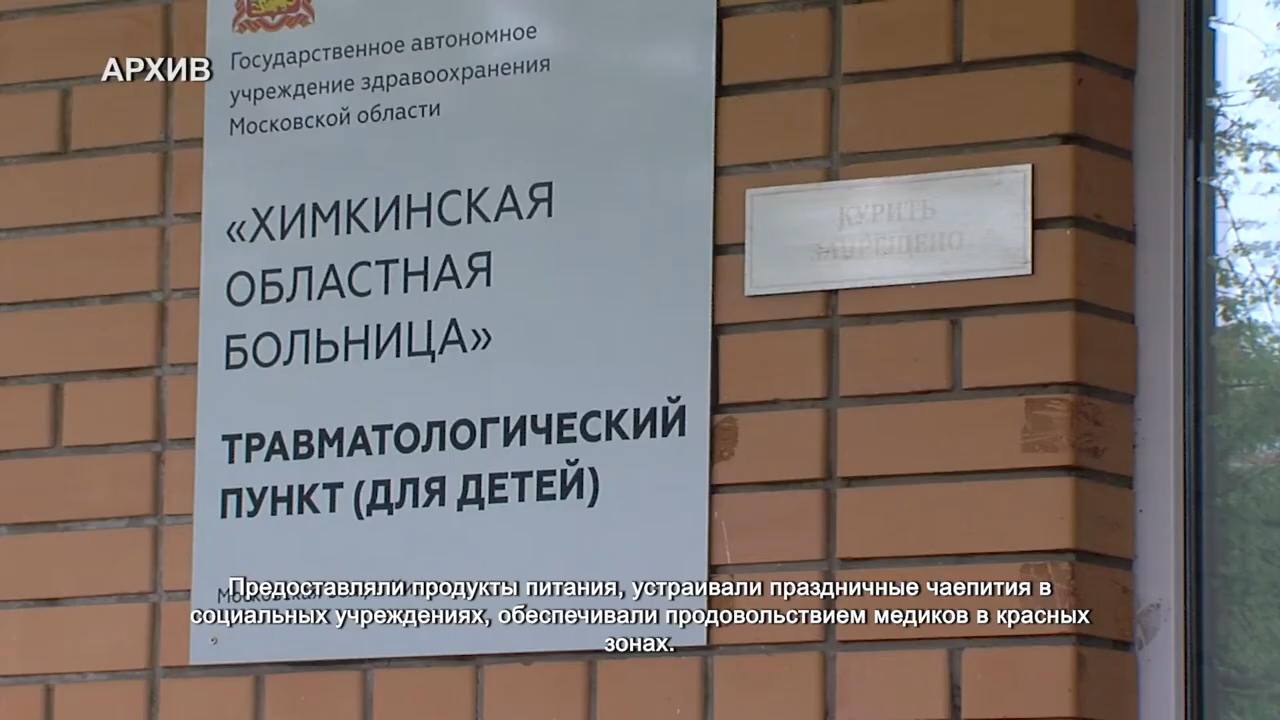 АРХИВ
Государственное автономное
учреждение здравоохранения
Московской области
«ХИМКИНСКАЯ
ОБЛАСТНАЯ
БОЛЬНИЦА»
ТРАВМАТОЛОГИЧЕСКИЙ
ПУНКТ (ДЛЯ ДЕТЕЙ)
КУРИТЬ
ЗАПРЕЩЕНО
Предоставляли продукты питания, устраивали праздничные чаепития в
социальных учреждениях, обеспечивали продовольствием медиков в красных
зонах.